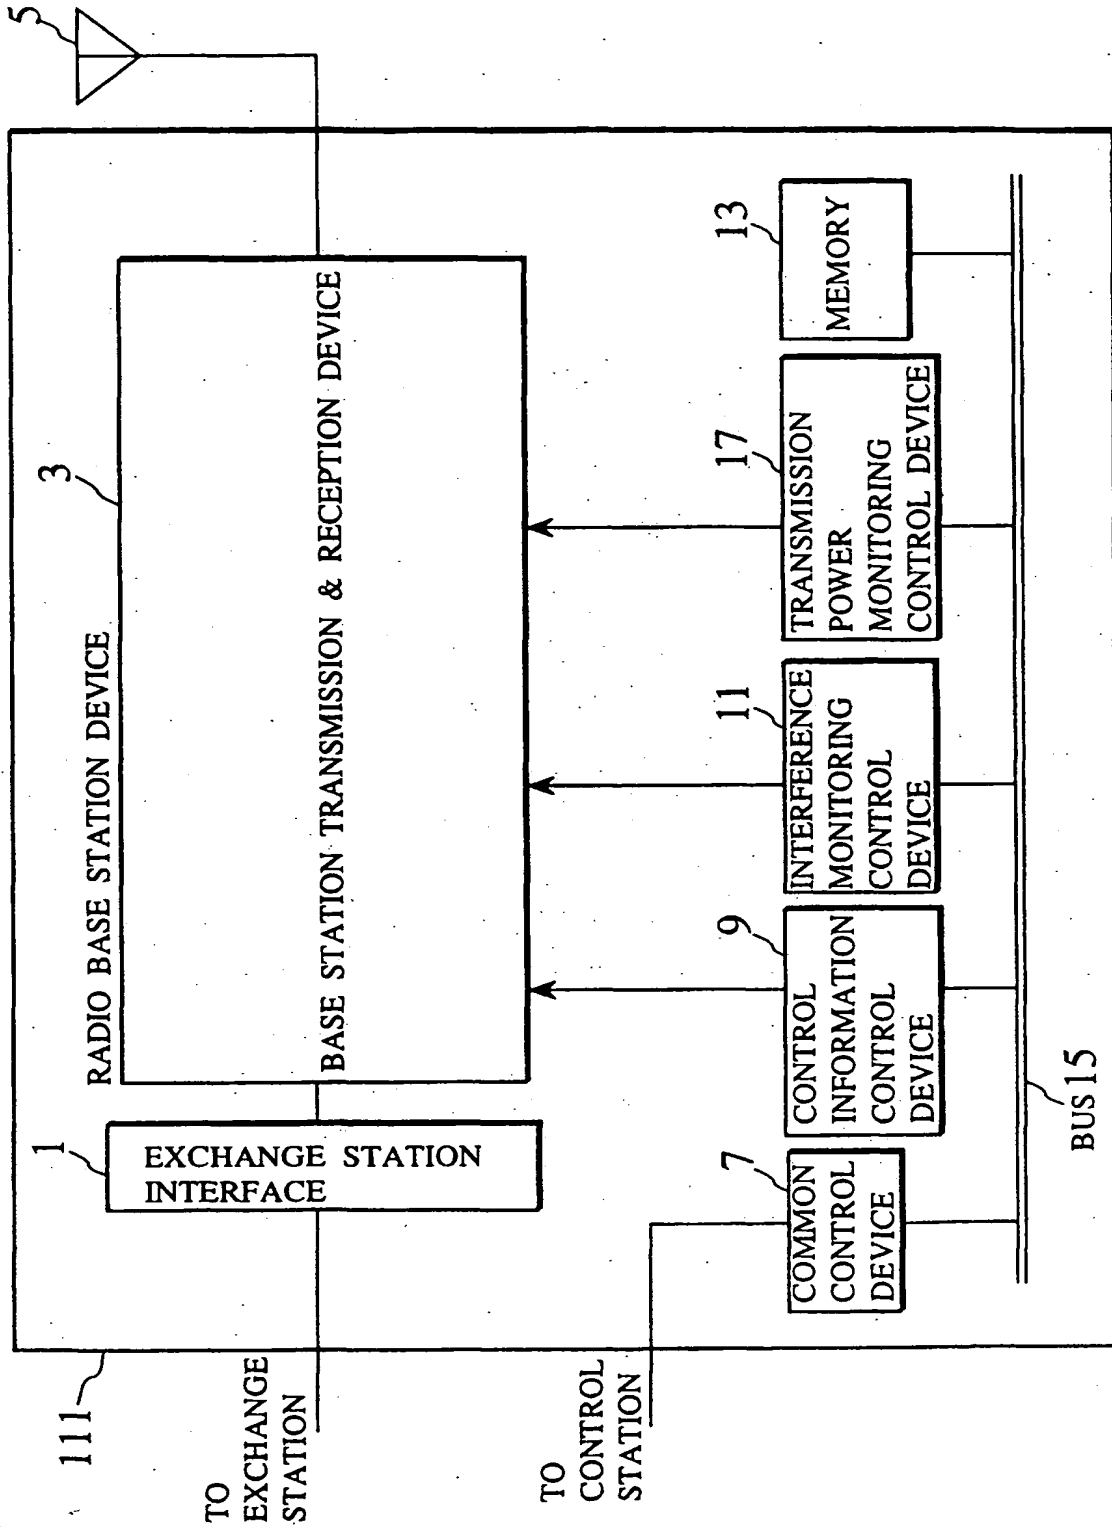 RADIO BASE STATION DEVICE
111
5
TO
EXCHANGE
STATION
1
EXCHANGE STATION
INTERFACE
3
BASE STATION TRANSMISSION & RECEPTION DEVICE
TO
CONTROL
STATION
7
COMMON
CONTROL
DEVICE
9
CONTROL
INFORMATION
CONTROL
DEVICE
11
INTERFERENCE
MONITORING
CONTROL
DEVICE
17
TRANSMISSION
POWER
MONITORING
CONTROL DEVICE
13
MEMORY
BUS 15